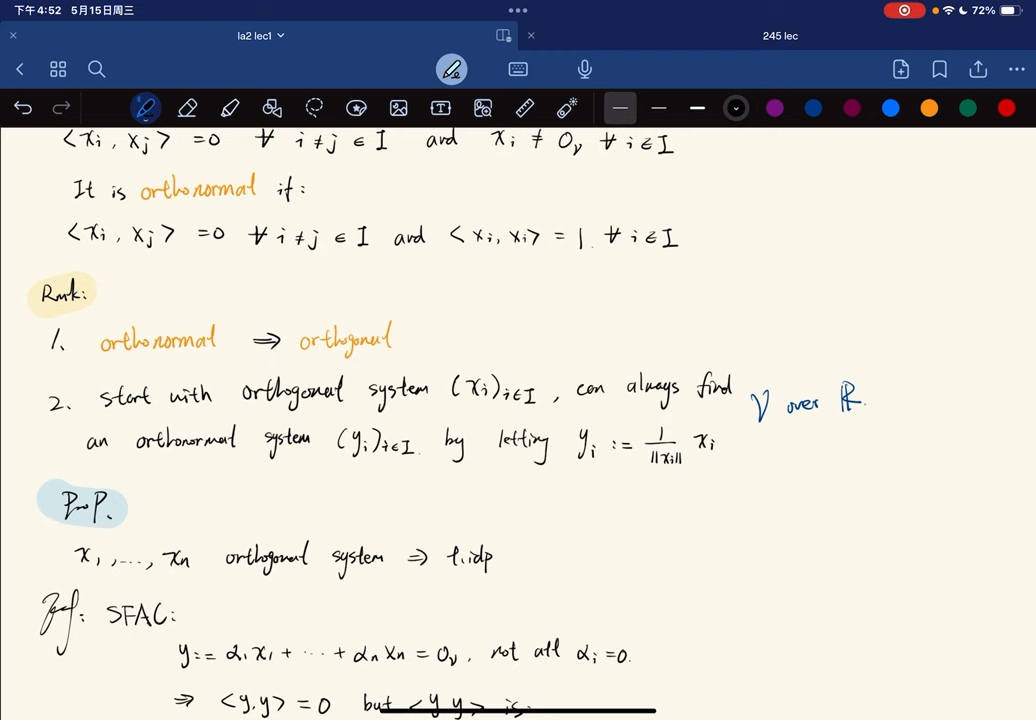 下午4:52 5月15日周三
72%
la2 lec1
245 lec
<xi, xj> =0 ∀ i≠j ∈ I and xi ≠ 0v ∀ i∈I
It is orthonormal if:
<xi, xj> =0 ∀ i≠j ∈ I and <xi, xi> = 1. ∀ i∈I
Rmk:
1. orthonormal ⇒ orthogonal
2. start with orthogonal system (xi)i∈I, can always find
V over ℝ.
an orthonormal system (yi)i∈I. by letting yi := 1/||xi|| xi
Prop.
x1, ..., xn orthogonal system ⇒ l.idp
Pf: SFAC:
y:= α1x1 + ··· + αnxn = 0v, not all αi=0.
⇒ <y,y> = 0 but <y,y> is